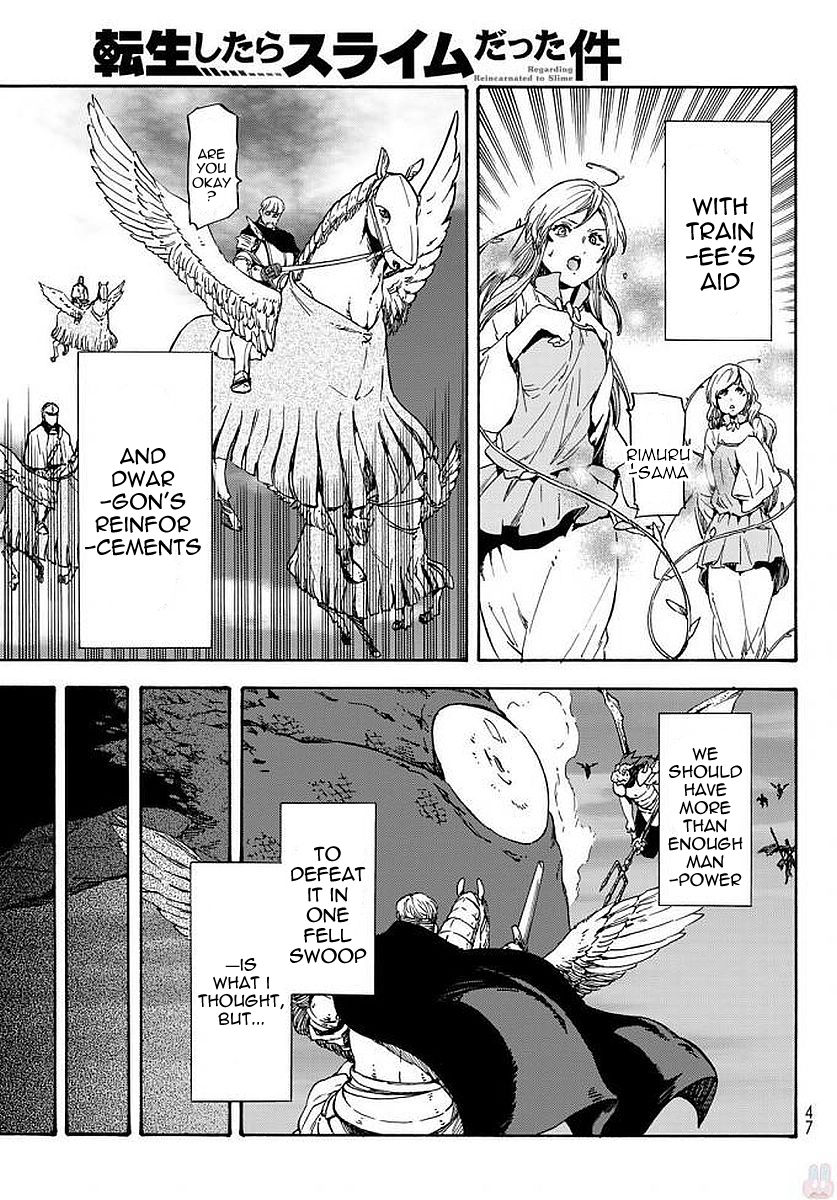 転生したらスライムだった件
Regarding
Reincarnated to Slime
WITH
TRAIN
-EE'S
AID
RIMURU
-SAMA
ARE
YOU
OKAY
?
AND
DWAR
-GON'S
REINFOR
-CEMENTS
WE
SHOULD
HAVE
MORE
THAN
ENOUGH
MAN
-POWER
TO
DEFEAT
IT IN
ONE
FELL
SWOOP
—IS
WHAT I
THOUGHT,
BUT...
47